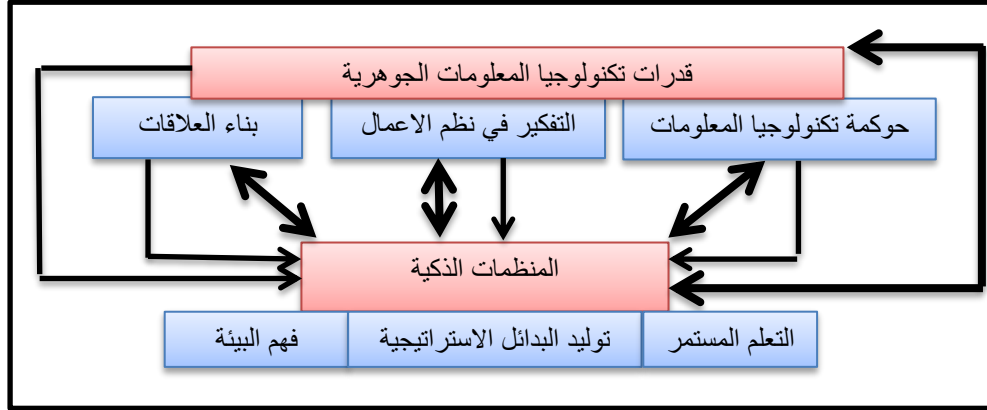 قدرات تكنولوجيا المعلومات الجوهرية
حوكمة تكنولوجيا المعلومات
التفكير في نظم الاعمال
بناء العلاقات
المنظمات الذكية
التعلم المستمر
توليد البدائل الاستراتيجية
فهم البيئة